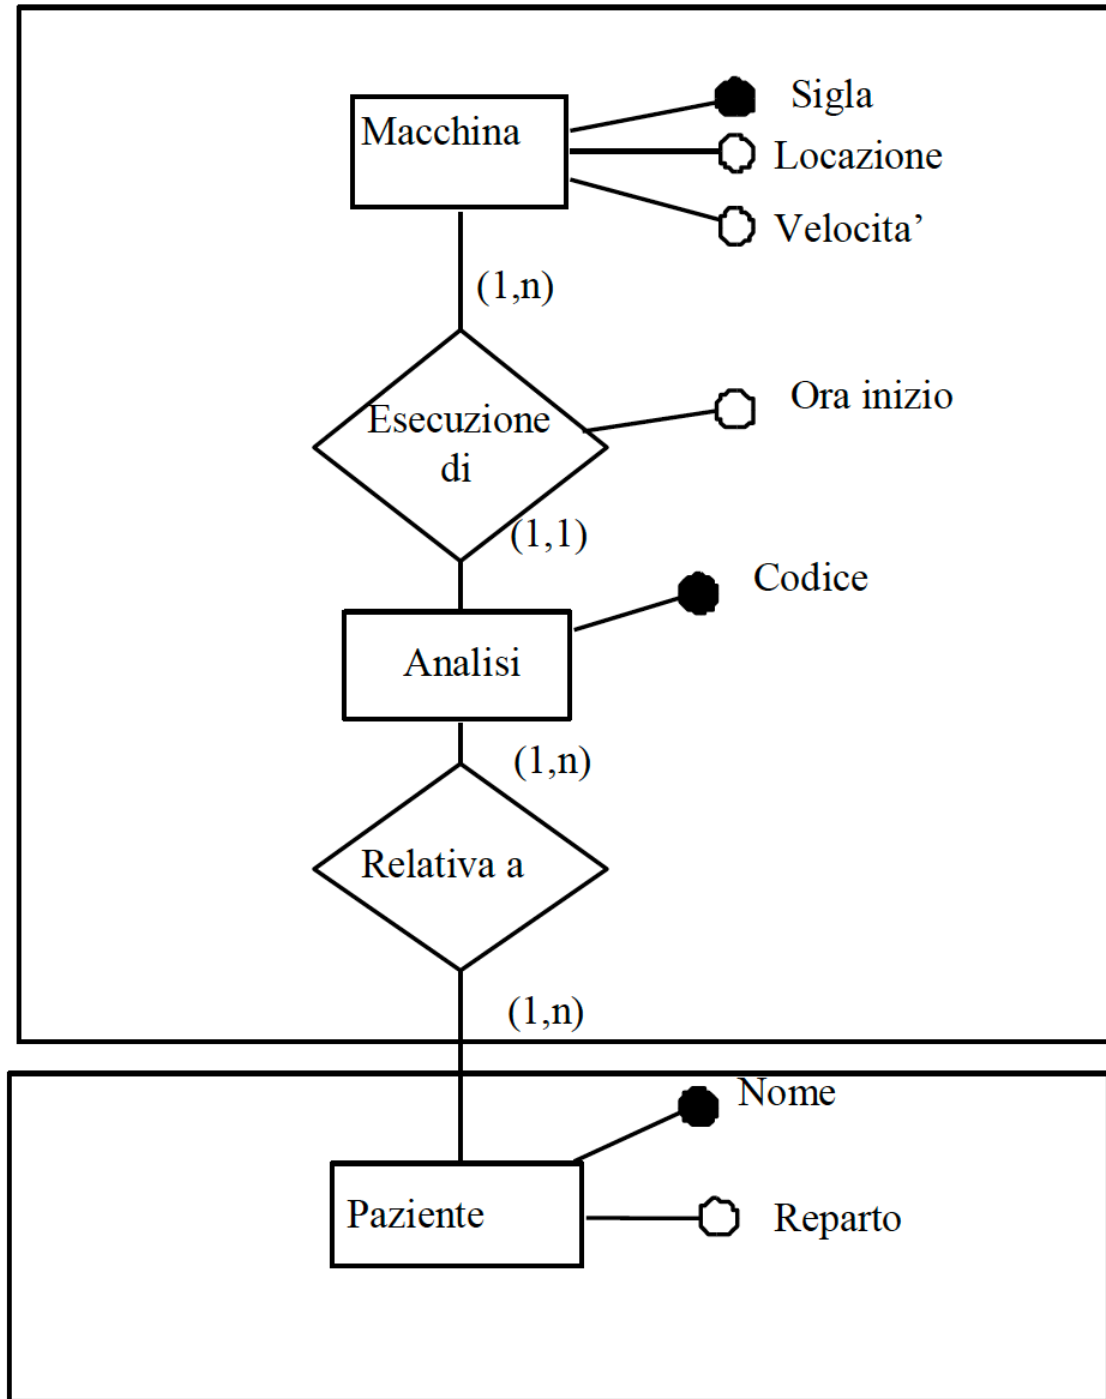 Macchina
Sigla
Locazione
Velocita’
(1,n)
Esecuzione
di
Ora inizio
(1,1)
Codice
Analisi
(1,n)
Relativa a
(1,n)
Nome
Paziente
Reparto